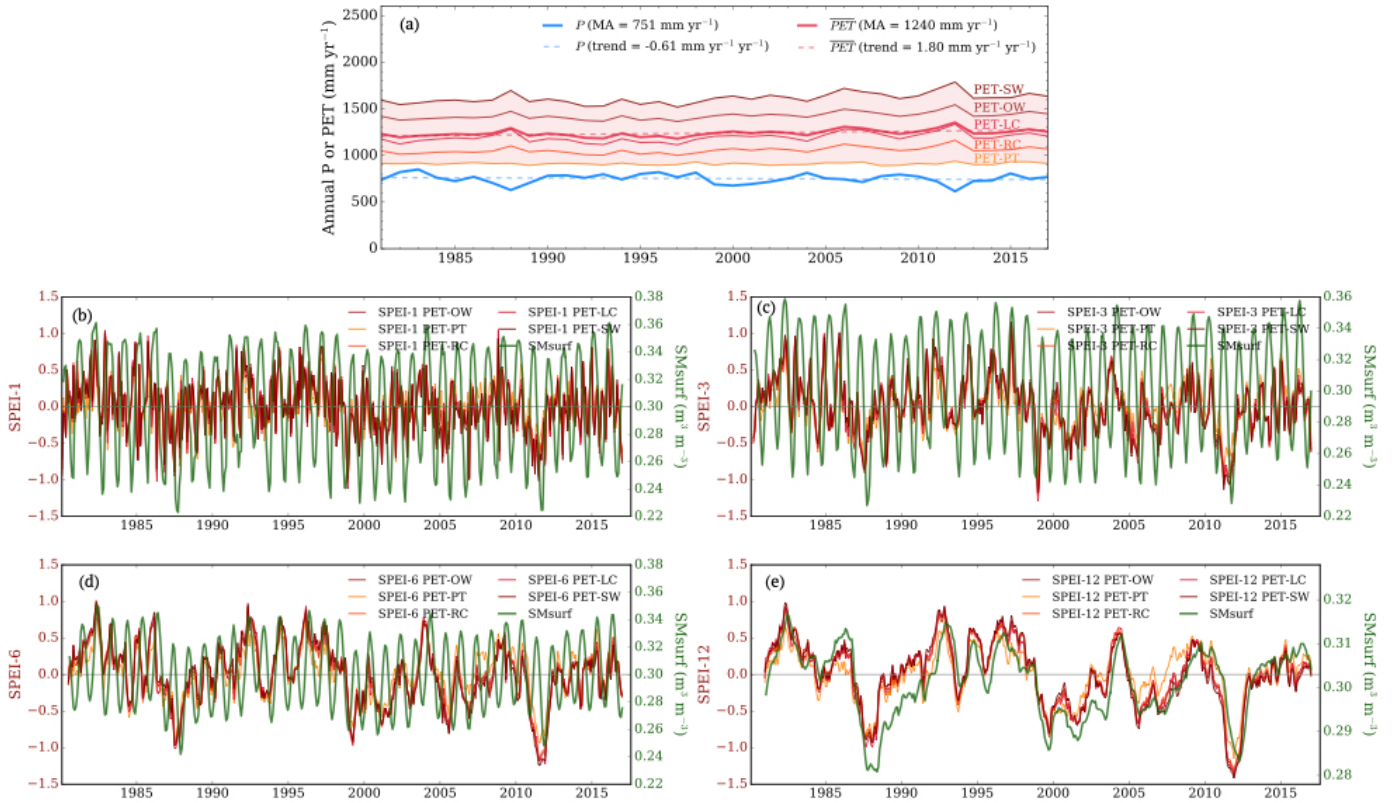 (a)
P (MA = 751 mm yr⁻¹)
PET (MA = 1240 mm yr⁻¹)
P (trend = -0.61 mm yr⁻¹ yr⁻¹)
PET (trend = 1.80 mm yr⁻¹ yr⁻¹)
Annual P or PET (mm yr⁻¹)
2500
2000
1500
1000
500
0
PET-SW
PET-OW
PET-LC
PET-RC
PET-PT
1985 1990 1995 2000 2005 2010 2015
(b)
SPEI-1 PET-OW SPEI-1 PET-LC
SPEI-1 PET-PT SPEI-1 PET-SW
SPEI-1 PET-RC SMsurf
SPEI-1
1.5
1.0
0.5
0.0
−0.5
−1.0
−1.5
0.38
0.36
0.34
0.32
0.30
0.28
0.26
0.24
0.22
SMsurf (m³ m⁻³)
1985 1990 1995 2000 2005 2010 2015
(c)
SPEI-3 PET-OW SPEI-3 PET-LC
SPEI-3 PET-PT SPEI-3 PET-SW
SPEI-3 PET-RC SMsurf
SPEI-3
1.5
1.0
0.5
0.0
−0.5
−1.0
−1.5
0.36
0.34
0.32
0.30
0.28
0.26
0.24
0.22
SMsurf (m³ m⁻³)
1985 1990 1995 2000 2005 2010 2015
(d)
SPEI-6 PET-OW SPEI-6 PET-LC
SPEI-6 PET-PT SPEI-6 PET-SW
SPEI-6 PET-RC SMsurf
SPEI-6
1.5
1.0
0.5
0.0
−0.5
−1.0
−1.5
0.38
0.36
0.34
0.32
0.30
0.28
0.26
0.24
0.22
SMsurf (m³ m⁻³)
1985 1990 1995 2000 2005 2010 2015
(e)
SPEI-12 PET-OW SPEI-12 PET-LC
SPEI-12 PET-PT SPEI-12 PET-SW
SPEI-12 PET-RC SMsurf
SPEI-12
1.5
1.0
0.5
0.0
−0.5
−1.0
−1.5
0.32
0.31
0.30
0.29
0.28
SMsurf (m³ m⁻³)
1985 1990 1995 2000 2005 2010 2015